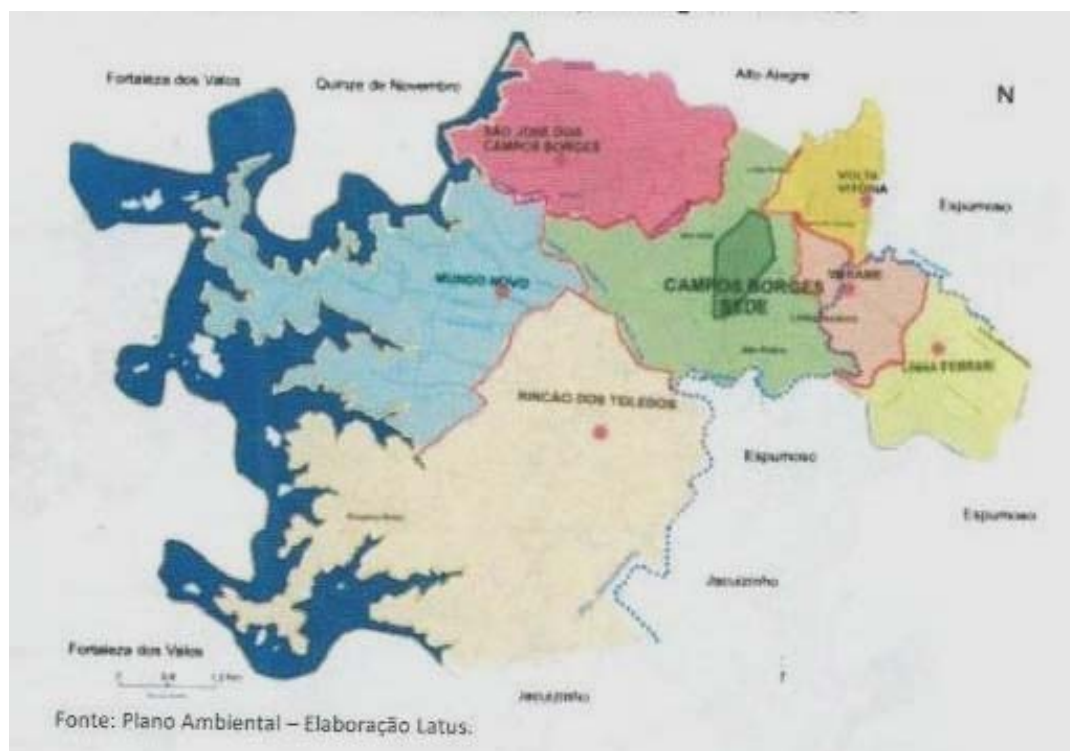 Fortaleza dos Valos
Quinze de Novembro
Alto Alegre
N
SÃO JOSÉ DOS
CAMPOS BORGES
VOLTA
VITÓRIA
Espumoso
MUNDO NOVO
CAMPOS BORGES
SEDE
LINHA FERRARI
RINCÃO DOS TOLEDOS
Espumoso
Espumoso
Jacuizinho
Fortaleza dos Valos
Jacuizinho
Fonte: Plano Ambiental – Elaboração Latus.